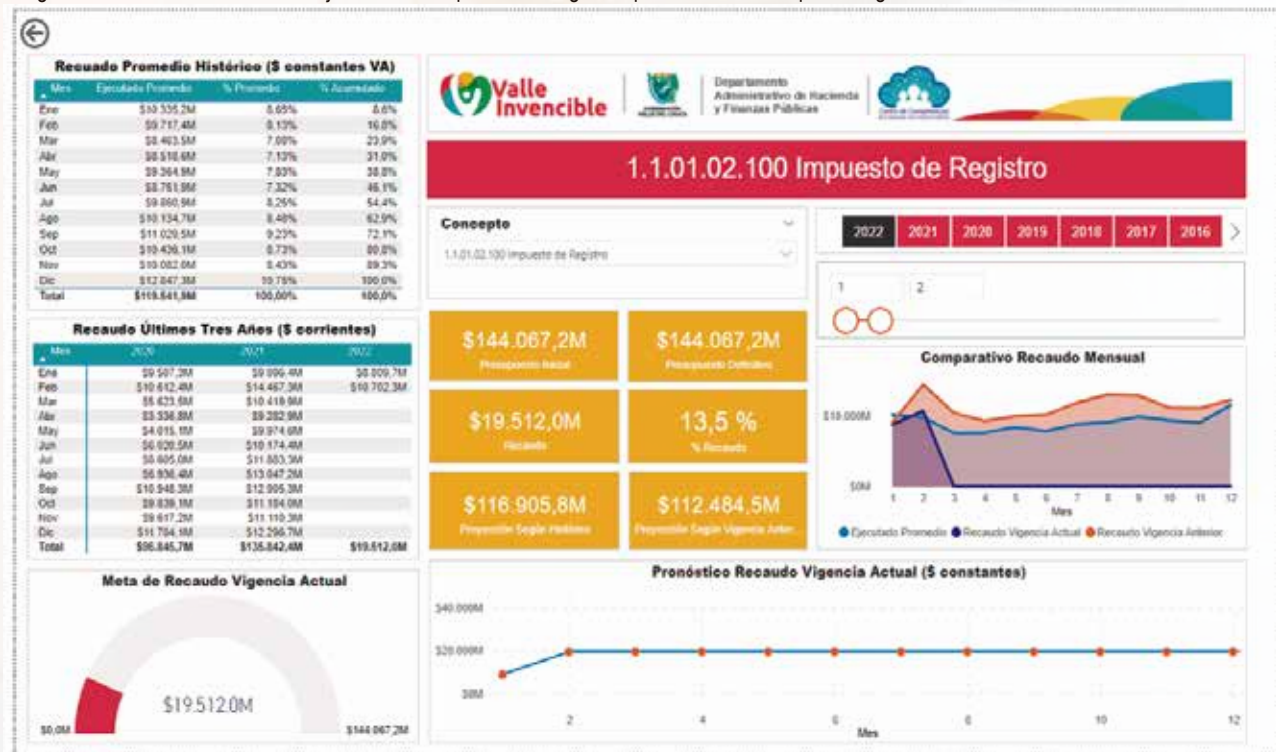 Recuado Promedio Histórico ($ constantes VA)
Mes Ejecutado Promedio % Promedio % Acumulado
Ene $10.335,2M 8,65% 8,6%
Feb $9.717,4M 8,13% 16,8%
Mar $8.463,5M 7,08% 23,9%
Abr $8.518,6M 7,13% 31,0%
May $9.364,9M 7,83% 38,8%
Jun $8.751,9M 7,32% 46,1%
Jul $9.860,9M 8,25% 54,4%
Ago $10.134,7M 8,48% 62,9%
Sep $11.029,5M 9,23% 72,1%
Oct $10.436,1M 8,73% 80,8%
Nov $10.082,0M 8,43% 89,3%
Dic $12.847,3M 10,75% 100,0%
Total $119.541,9M 100,00% 100,0%
Valle
Invencible
Departamento
Administrativo de Hacienda
y Finanzas Públicas
1.1.01.02.100 Impuesto de Registro
Concepto
1.1.01.02.100 Impuesto de Registro
2022 2021 2020 2019 2018 2017 2016
1 2
Recaudo Últimos Tres Años ($ corrientes)
Mes 2020 2021 2022
Ene $9.507,3M $8.809,7M
Feb $10.612,4M $14.467,3M $10.702,3M
Mar $5.623,6M $10.419,9M
Abr $3.336,8M $9.282,9M
May $4.015,1M $9.974,6M
Jun $6.020,5M $10.174,4M
Jul $8.605,0M $11.883,3M
Ago $6.936,4M $13.047,2M
Sep $10.948,3M $12.905,3M
Oct $9.839,1M $11.184,0M
Nov $9.617,2M $11.110,3M
Dic $11.784,1M $12.296,7M
Total $96.845,7M $135.842,4M $19.512,0M
$144.067,2M
Presupuesto Inicial
$144.067,2M
Presupuesto Definitivo
$19.512,0M
Recaudo
13,5 %
% Recaudo
$116.905,8M
Proyección Según Histórico
$112.484,5M
Proyección Según Vigencia Anter..
Comparativo Recaudo Mensual
$10.000M
$0M
1 2 3 4 5 6 7 8 9 10 11 12
Mes
Ejecutado Promedio Recaudo Vigencia Actual Recaudo Vigencia Anterior
Meta de Recaudo Vigencia Actual
$19.512,0M
$0,0M $144.067,2M
Pronóstico Recaudo Vigencia Actual ($ constantes)
$40.000M
$20.000M
$0M
2 4 6 8 10 12
Mes